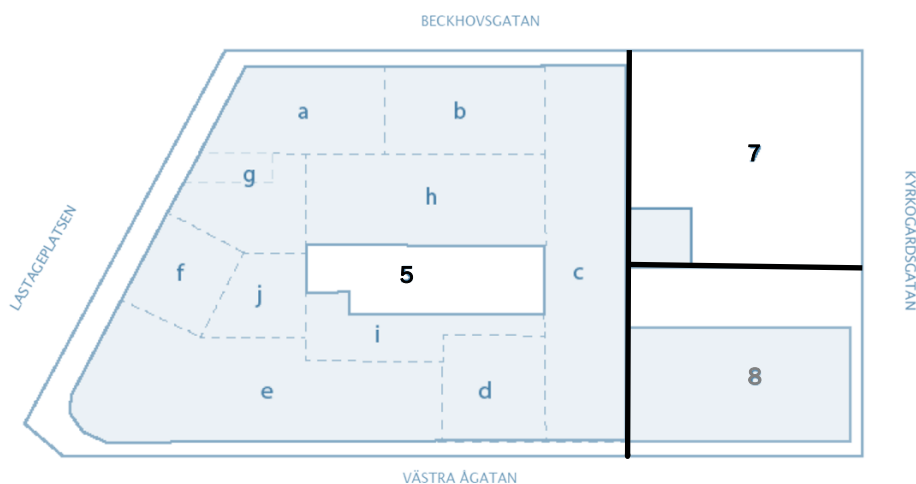 BECKHOVSGATAN
a
b
7
g
h
KYRKOGÅRDSGATAN
LASTAGEPLATSEN
f
j
5
c
i
e
d
8
VÄSTRA ÅGATAN